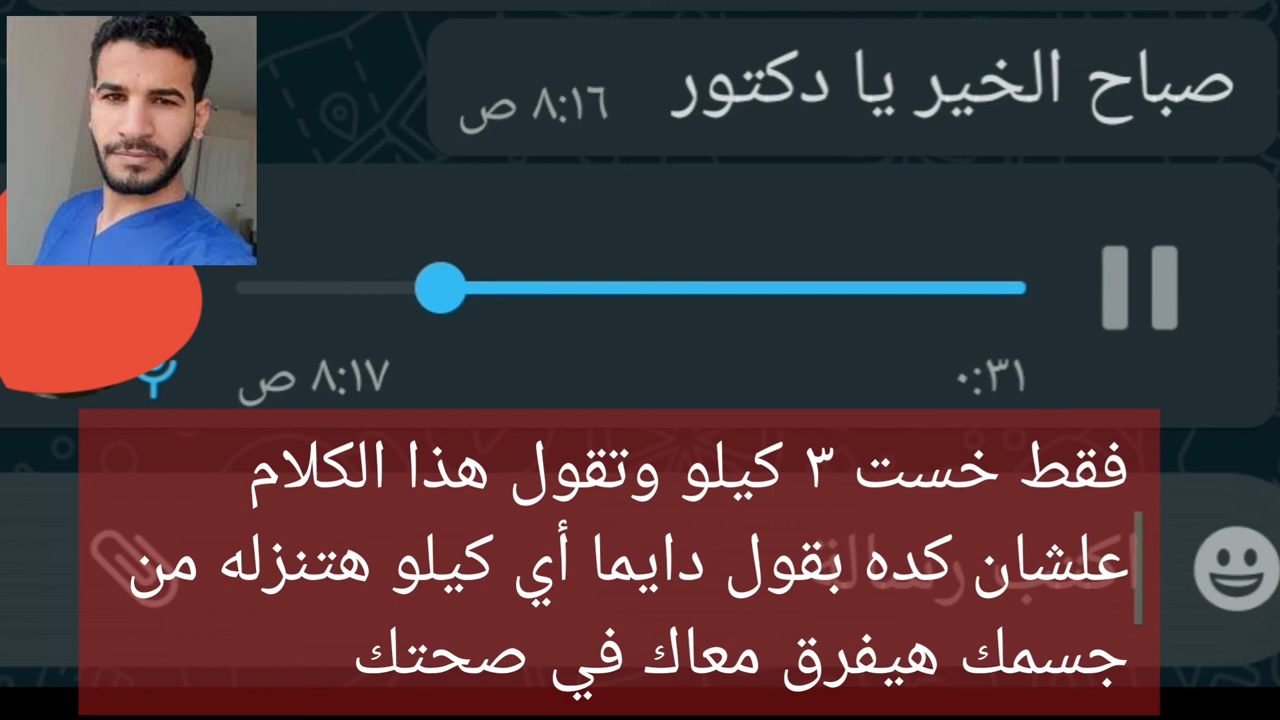 صباح الخير يا دكتور
٨:١٦ ص
٠:٣١
٨:١٧ ص
فقط خست ٣ كيلو وتقول هذا الكلام
علشان كده بقول دايما أي كيلو هتنزله من
جسمك هيفرق معاك في صحتك